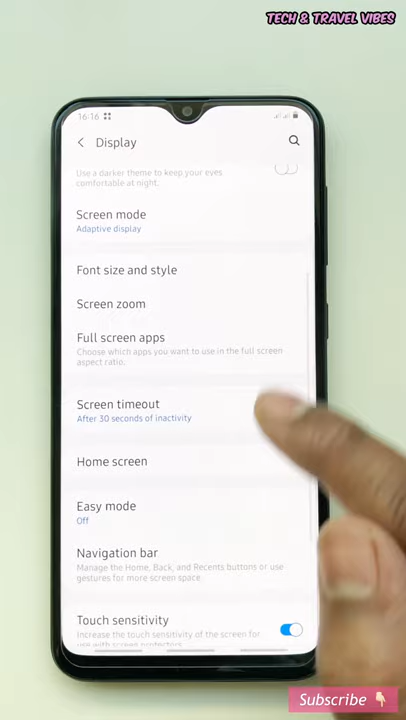 TECH & TRAVEL VIBES
16:16
Display
Use a darker theme to keep your eyes
comfortable at night.
Screen mode
Adaptive display
Font size and style
Screen zoom
Full screen apps
Choose which apps you want to use in the full screen
aspect ratio.
Screen timeout
After 30 seconds of inactivity
Home screen
Easy mode
Off
Navigation bar
Manage the Home, Back, and Recents buttons or use
gestures for more screen space.
Touch sensitivity
Increase the touch sensitivity of the screen for
use with screen protectors.
Subscribe